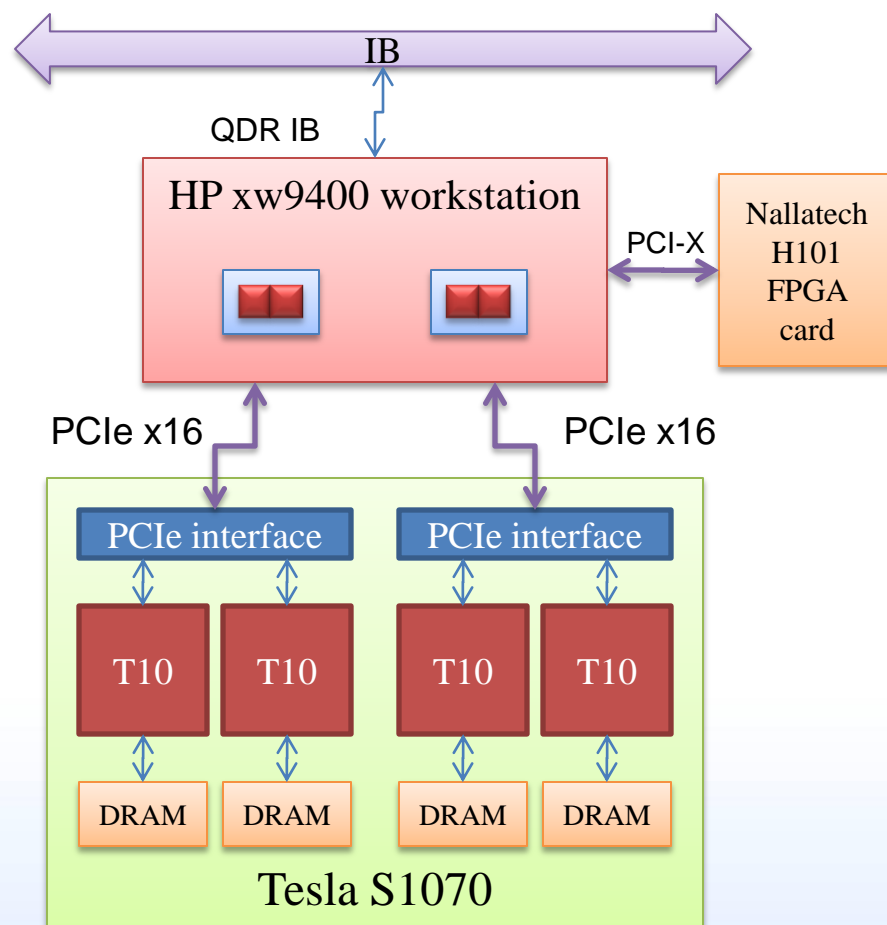 IB
QDR IB
HP xw9400 workstation
PCI-X
Nallatech
H101
FPGA
card
PCIe x16
PCIe x16
PCIe interface
PCIe interface
T10
T10
T10
T10
DRAM
DRAM
DRAM
DRAM
Tesla S1070